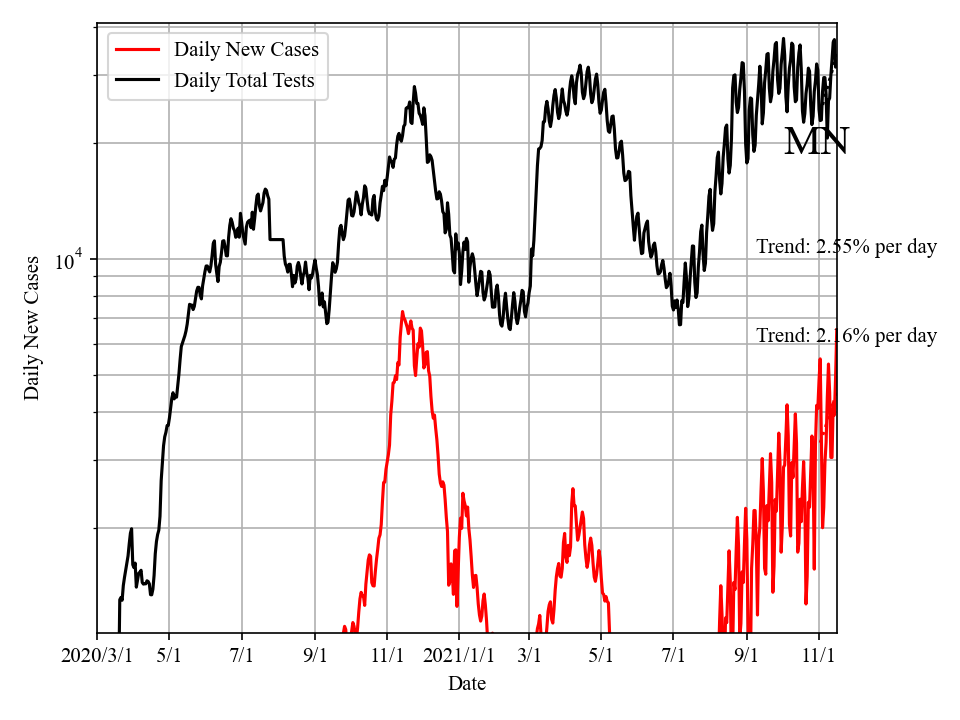 Daily New Cases
Daily Total Tests
MN
Trend: 2.55% per day
Trend: 2.16% per day
10^4
Daily New Cases
2020/3/1 5/1 7/1 9/1 11/1 2021/1/1 3/1 5/1 7/1 9/1 11/1
Date